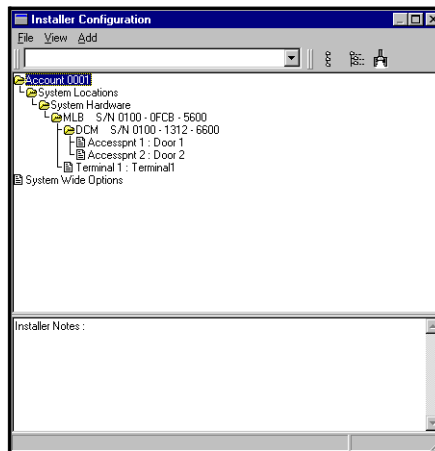 Installer Configuration
File View Add
Account 0001
System Locations
System Hardware
MLB S/N 0100 - 0FCB - 5600
DCM S/N 0100 - 1312 - 6600
Accesspnt 1 : Door 1
Accesspnt 2 : Door 2
Terminal 1 : Terminal1
System Wide Options
Installer Notes :